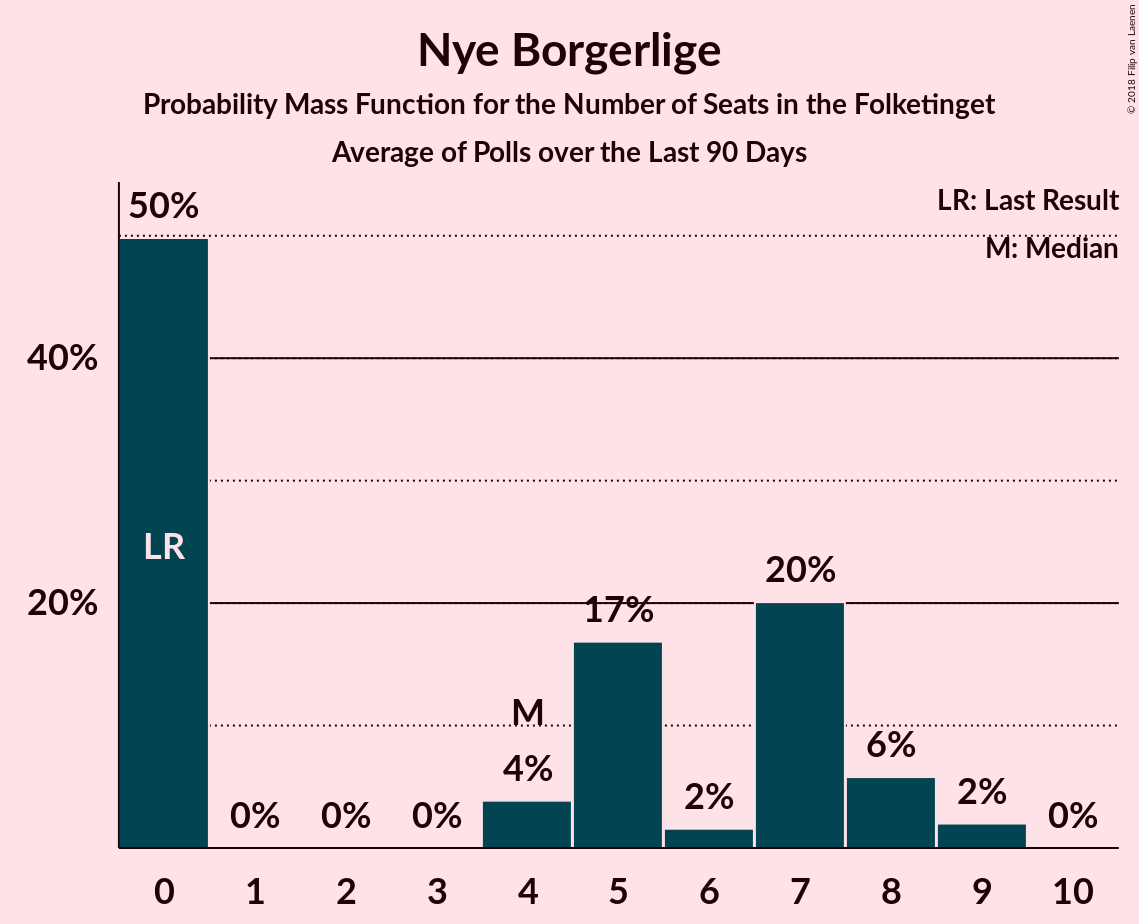 Nye Borgerlige
Probability Mass Function for the Number of Seats in the Folketinget
Average of Polls over the Last 90 Days
© 2018 Filip van Laenen
LR: Last Result
M: Median
50%
40%
20%
LR
0%
0%
0%
M
4%
17%
2%
20%
6%
2%
0%
0 1 2 3 4 5 6 7 8 9 10